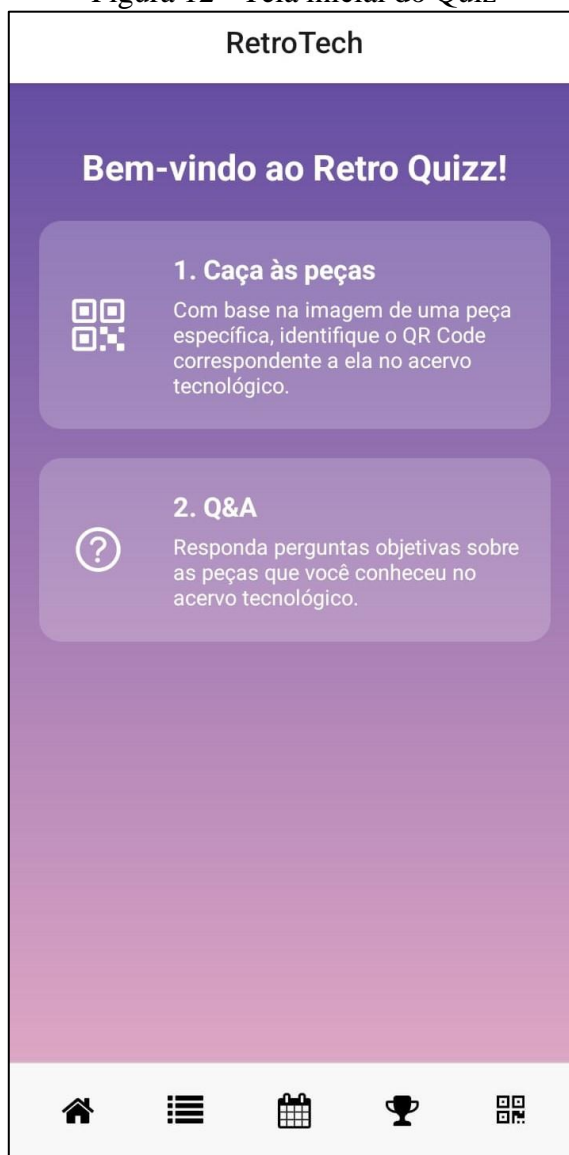 Figura 12 - Tela inicial do Quiz
RetroTech
Bem-vindo ao Retro Quizz!
1. Caça às peças
Com base na imagem de uma peça
específica, identifique o QR Code
correspondente a ela no acervo
tecnológico.
2. Q&A
Responda perguntas objetivas sobre
as peças que você conheceu no
acervo tecnológico.